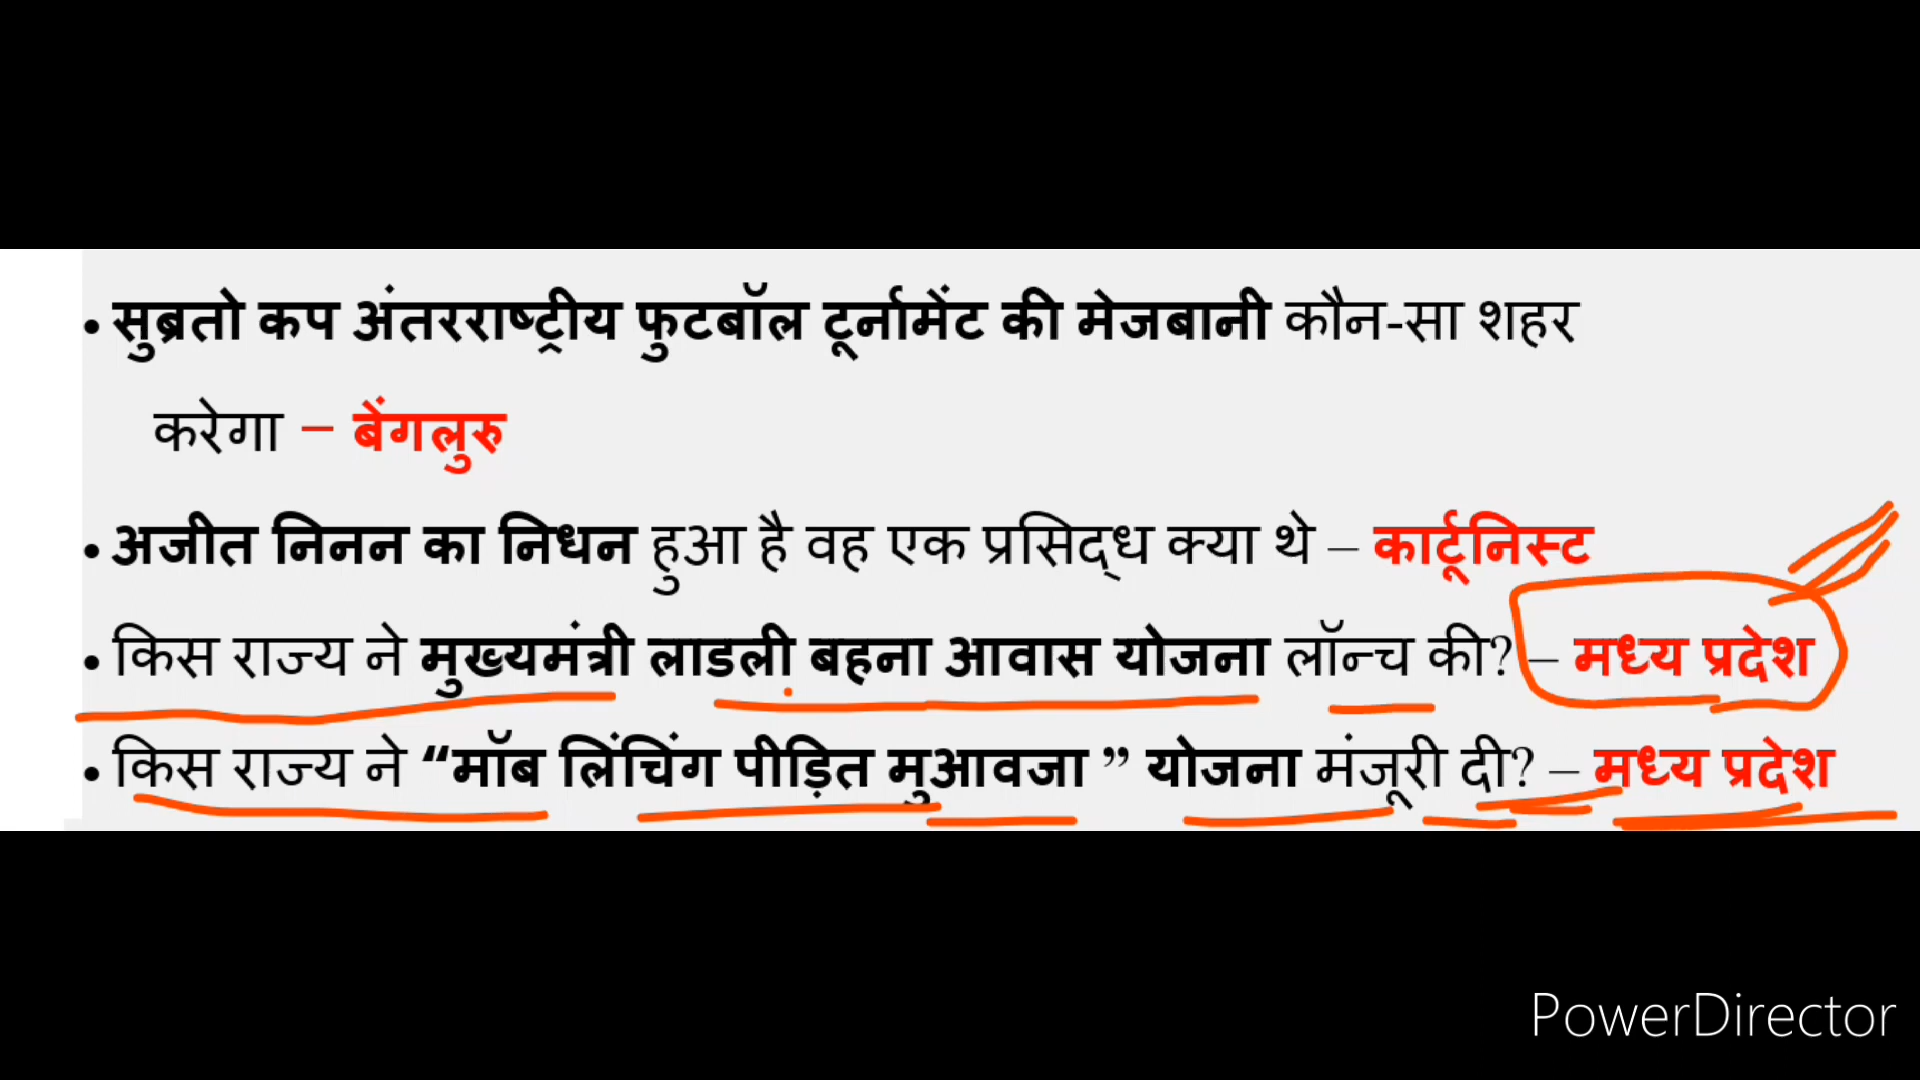 • सुब्रतो कप अंतरराष्ट्रीय फुटबॉल टूर्नामेंट की मेजबानी कौन-सा शहर
करेगा – बेंगलुरु
• अजीत निनन का निधन हुआ है वह एक प्रसिद्ध क्या थे – कार्टूनिस्ट
• किस राज्य ने मुख्यमंत्री लाडली बहना आवास योजना लॉन्च की? – मध्य प्रदेश
• किस राज्य ने “मॉब लिंचिंग पीड़ित मुआवजा ” योजना मंजूरी दी? – मध्य प्रदेश
PowerDirector